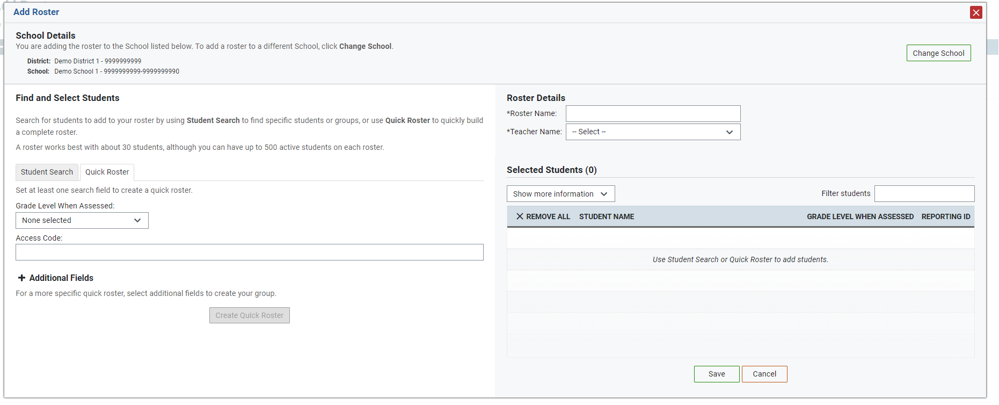 Add Roster
School Details
You are adding the roster to the School listed below. To add a roster to a different School, click Change School.
Change School
District: Demo District 1 - 9999999999
School: Demo School 1 - 9999999999-9999999990
Find and Select Students
Search for students to add to your roster by using Student Search to find specific students or groups, or use Quick Roster to quickly build
a complete roster.
A roster works best with about 30 students, although you can have up to 500 active students on each roster.
Student Search Quick Roster
Set at least one search field to create a quick roster.
Grade Level When Assessed:
None selected
Access Code:
Additional Fields
For a more specific quick roster, select additional fields to create your group.
Create Quick Roster
Roster Details
*Roster Name:
*Teacher Name: -- Select --
Selected Students (0)
Show more information Filter students
REMOVE ALL STUDENT NAME GRADE LEVEL WHEN ASSESSED REPORTING ID
Use Student Search or Quick Roster to add students.
Save Cancel